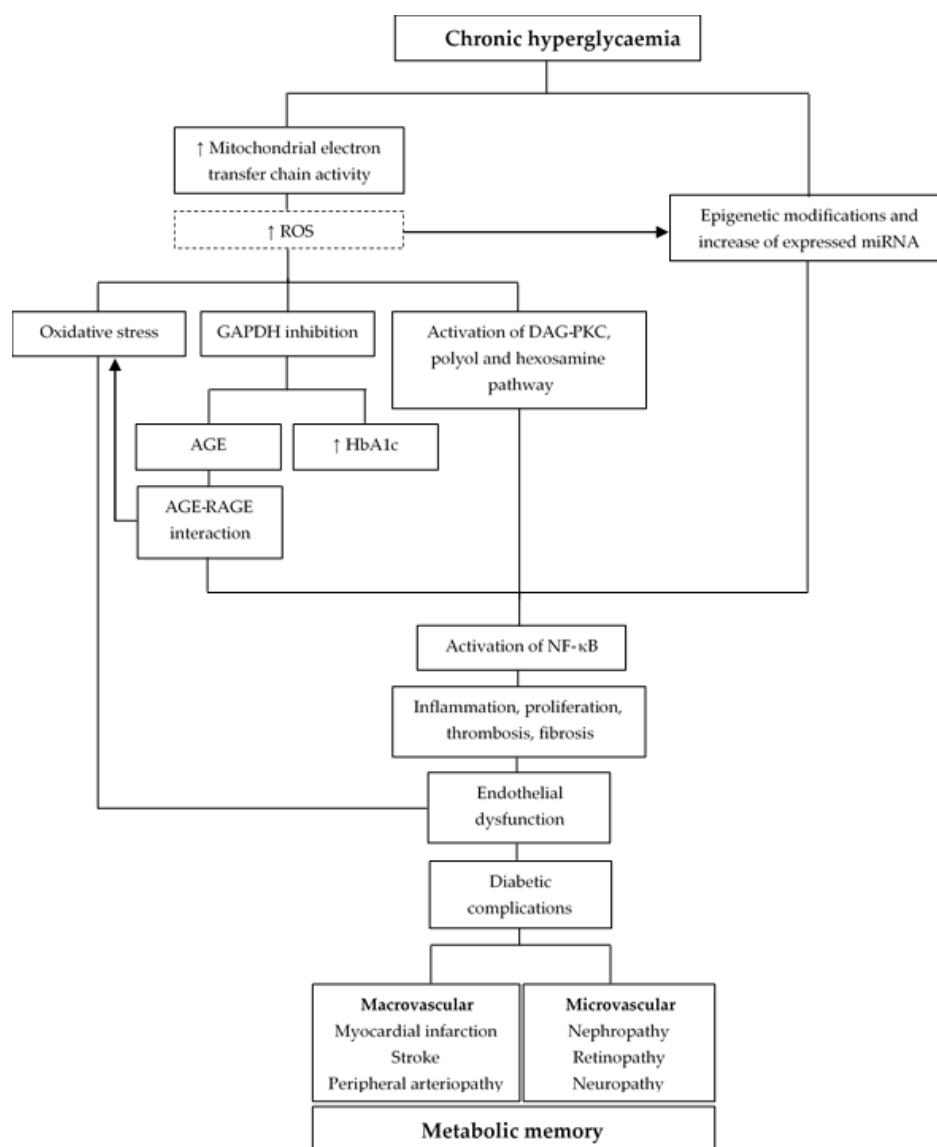 Chronic hyperglycaemia
↑ Mitochondrial electron
transfer chain activity
↑ ROS
Epigenetic modifications and
increase of expressed miRNA
Oxidative stress
GAPDH inhibition
Activation of DAG-PKC,
polyol and hexosamine
pathway
AGE
↑ HbA1c
AGE-RAGE
interaction
Activation of NF-κB
Inflammation, proliferation,
thrombosis, fibrosis
Endothelial
dysfunction
Diabetic
complications
Macrovascular
Myocardial infarction
Stroke
Peripheral arteriopathy
Microvascular
Nephropathy
Retinopathy
Neuropathy
Metabolic memory